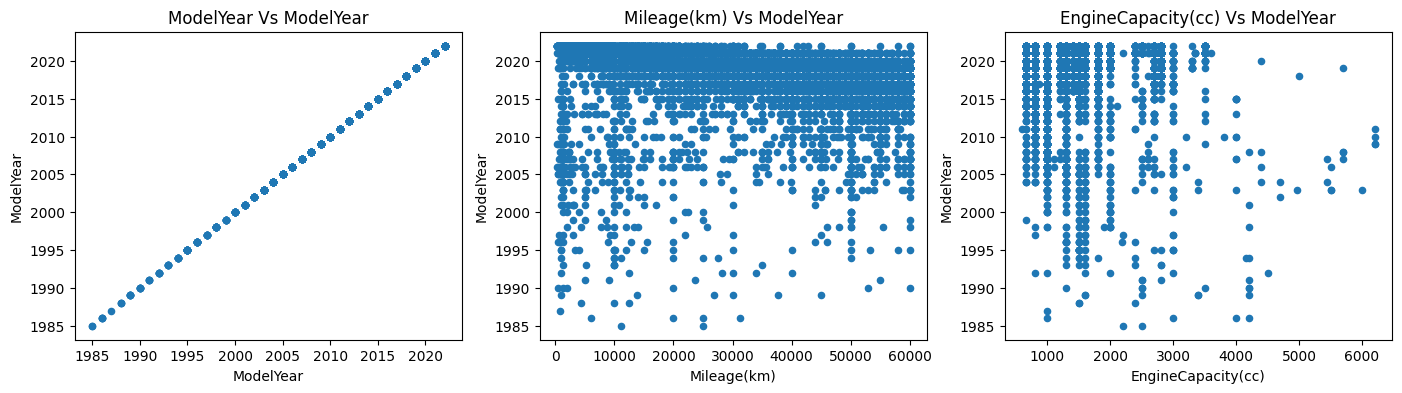 ModelYear Vs ModelYear
ModelYear
2020
2015
2010
2005
2000
1995
1990
1985
1985 1990 1995 2000 2005 2010 2015 2020
ModelYear
Mileage(km) Vs ModelYear
ModelYear
2020
2015
2010
2005
2000
1995
1990
1985
0 10000 20000 30000 40000 50000 60000
Mileage(km)
EngineCapacity(cc) Vs ModelYear
ModelYear
2020
2015
2010
2005
2000
1995
1990
1985
1000 2000 3000 4000 5000 6000
EngineCapacity(cc)